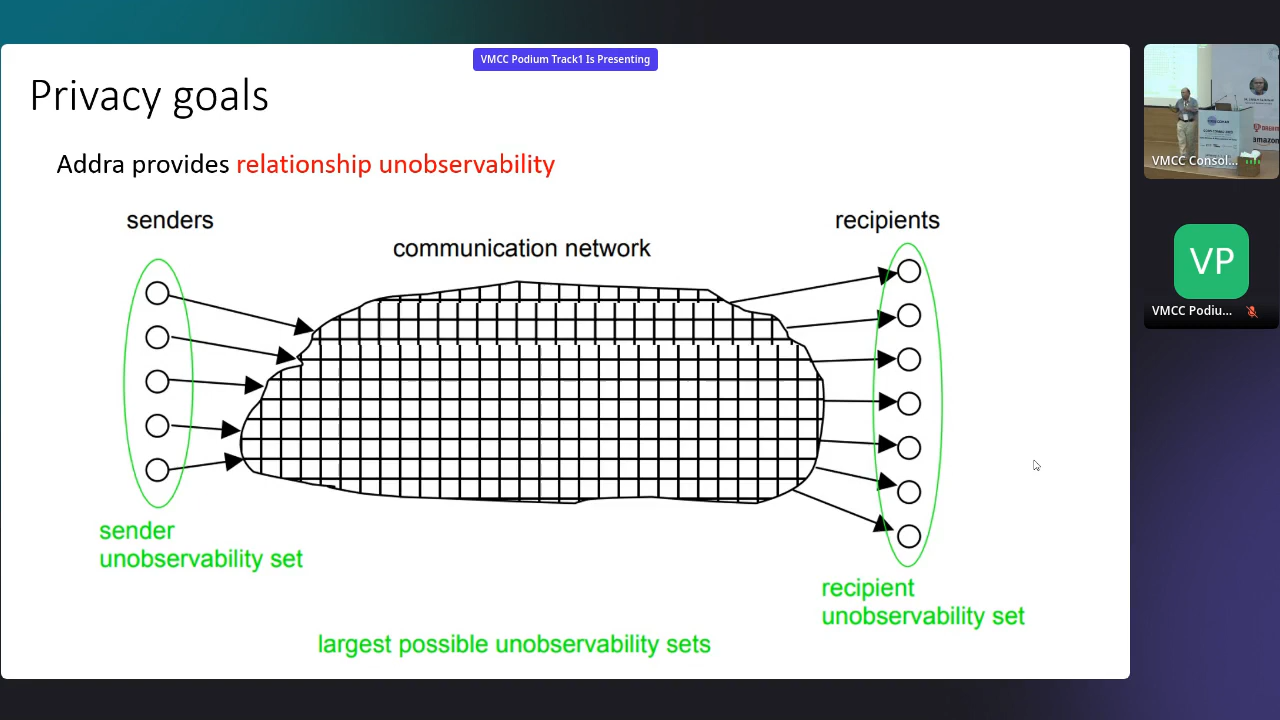 VMCC Podium Track1 Is Presenting
Privacy goals
Addra provides relationship unobservability
senders
recipients
communication network
sender
unobservability set
recipient
unobservability set
largest possible unobservability sets
amazon
VMCC Consol...
VP
VMCC Podiu...